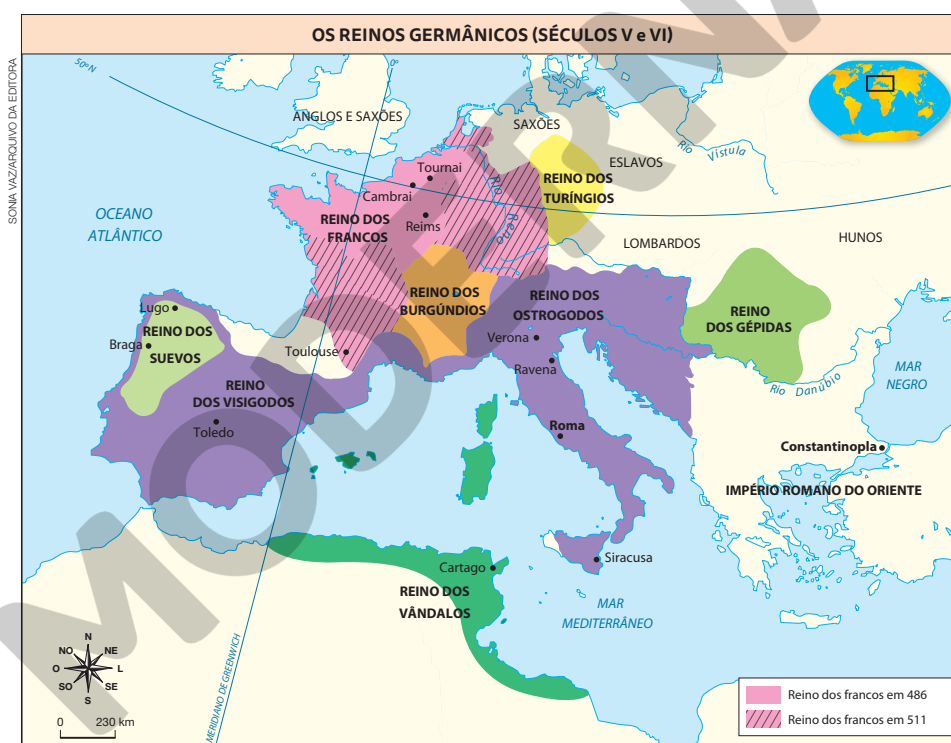 OS REINOS GERMÂNICOS (SÉCULOS V e VI)
SONIA VAZ/ARQUIVO DA EDITORA
50ºN
0º
ANGLOS E SAXÕES
SAXÕES
Rio Vístula
ESLAVOS
Tournai
Cambrai
REINO DOS
TURÍNGIOS
Rio Reno
Reims
REINO DOS
FRANCOS
OCEANO
ATLÂNTICO
LOMBARDOS
HUNOS
REINO DOS
BURGÚNDIOS
REINO DOS
OSTROGODOS
REINO
DOS GÉPIDAS
Lugo
REINO DOS
SUEVOS
Braga
Toulouse
Verona
Ravena
Rio Danúbio
MAR
NEGRO
REINO
DOS VISIGODOS
Toledo
Roma
Constantinopla
IMPÉRIO ROMANO DO ORIENTE
Siracusa
Cartago
REINO DOS
VÂNDALOS
MAR
MEDITERRÂNEO
MERIDIANO DE GREENWICH
N
NO NE
O L
SO SE
S
0 230 km
Reino dos francos em 486
Reino dos francos em 511
MODERNA